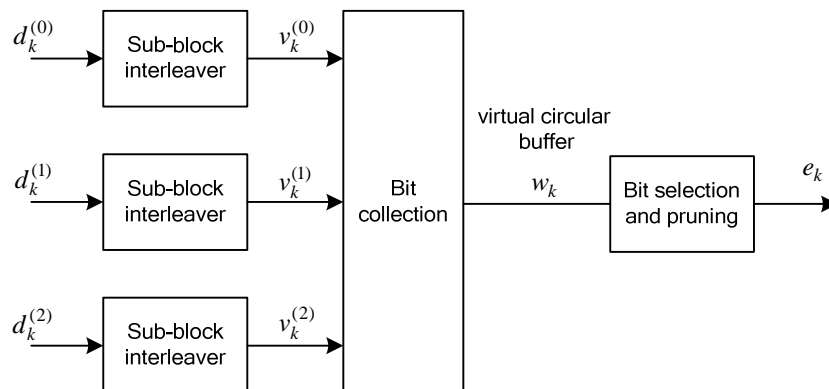 d_k^{(0)}
Sub-block
interleaver
v_k^{(0)}
d_k^{(1)}
Sub-block
interleaver
v_k^{(1)}
d_k^{(2)}
Sub-block
interleaver
v_k^{(2)}
Bit
collection
virtual circular
buffer
w_k
Bit selection
and pruning
e_k